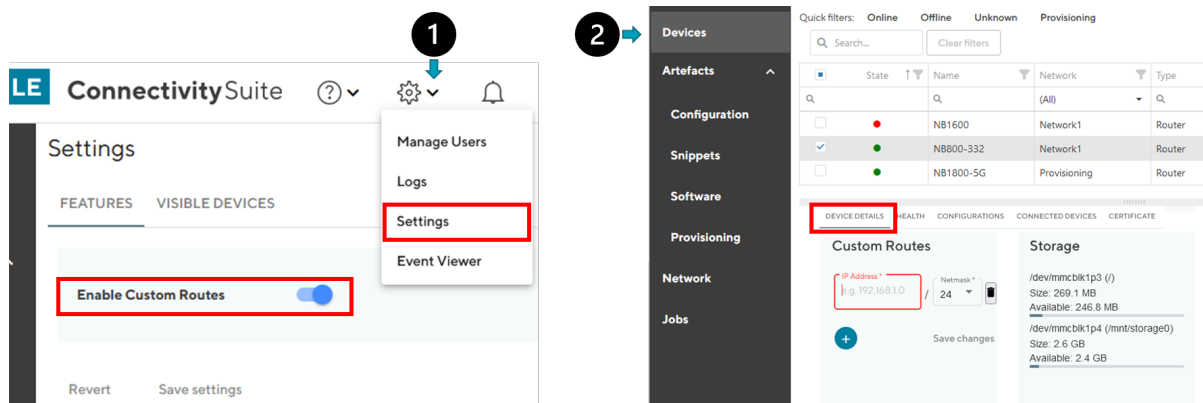 1
LE Connectivity Suite
Settings
FEATURES VISIBLE DEVICES
Enable Custom Routes
Revert Save settings
Manage Users
Logs
Settings
Event Viewer
2
Devices
Artefacts
Configuration
Snippets
Software
Provisioning
Network
Jobs
Quick filters: Online Offline Unknown Provisioning
Search... Clear filters
State Name Network Type
(All)
NB1600 Network1 Router
NB800-332 Network1 Router
NB1800-5G Provisioning Router
DEVICE DETAILS HEALTH CONFIGURATIONS CONNECTED DEVICES CERTIFICATE
Custom Routes
IP Address *
e.g. 192.168.1.0
/
Netmask *
24
Save changes
Storage
/dev/mmcblk1p3 (/)
Size: 269.1 MB
Available: 246.8 MB
/dev/mmcblk1p4 (/mnt/storage0)
Size: 2.6 GB
Available: 2.4 GB